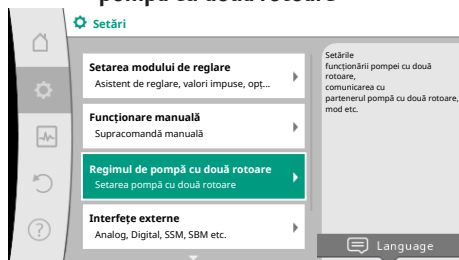 pompă cu două rotoare
Setări
Setarea modului de reglare
Asistent de reglare, valori impuse, opț...
Funcționare manuală
Supracomandă manuală
Regimul de pompă cu două rotoare
Setarea pompă cu două rotoare
Interfețe externe
Analog, Digital, SSM, SBM etc.
Setările
funcționării pompei cu două
rotoare,
comunicarea cu
partenerul pompă cu două rotoare,
mod etc.
Language